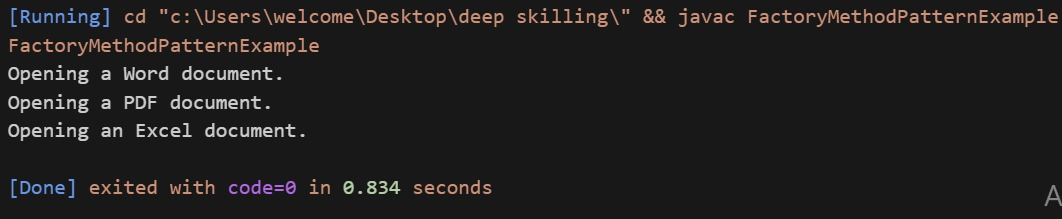 [Running] cd "c:\Users\welcome\Desktop\deep skilling\" && javac FactoryMethodPatternExample
FactoryMethodPatternExample
Opening a Word document.
Opening a PDF document.
Opening an Excel document.
[Done] exited with code=0 in 0.834 seconds
A